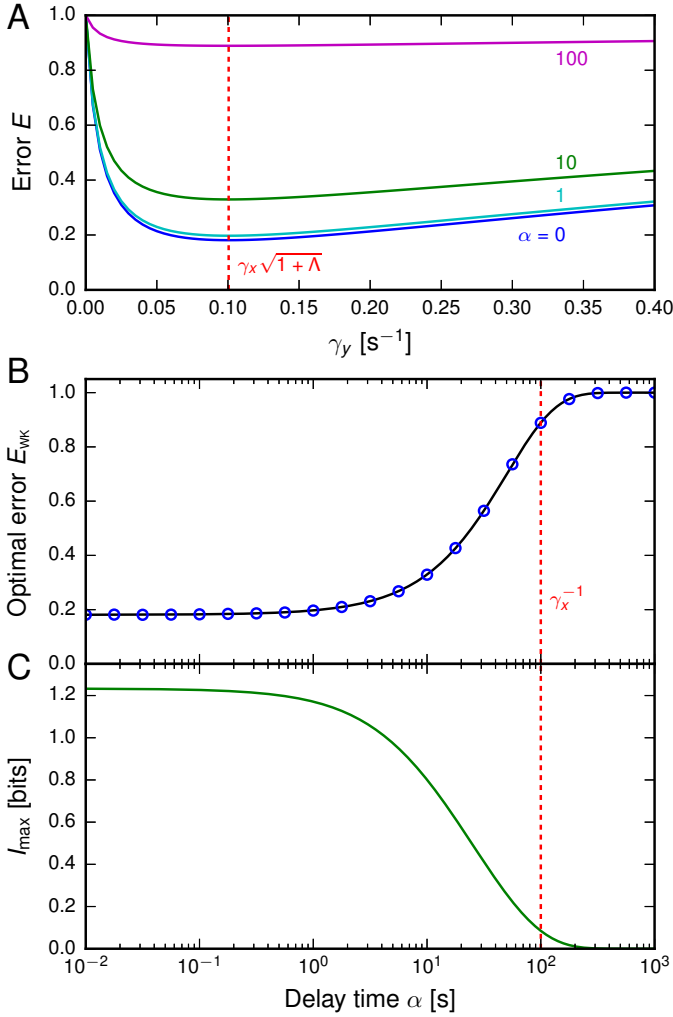 A
1.0
0.8
0.6
0.4
0.2
0.0
Error E
100
10
1
α = 0
γₓ√(1 + Λ)
0.00 0.05 0.10 0.15 0.20 0.25 0.30 0.35 0.40
γ_y [s⁻¹]
B
1.0
0.8
0.6
0.4
0.2
0.0
Optimal error E_WK
γₓ⁻¹
C
1.2
1.0
0.8
0.6
0.4
0.2
0.0
I_max [bits]
10⁻² 10⁻¹ 10⁰ 10¹ 10² 10³
Delay time α [s]